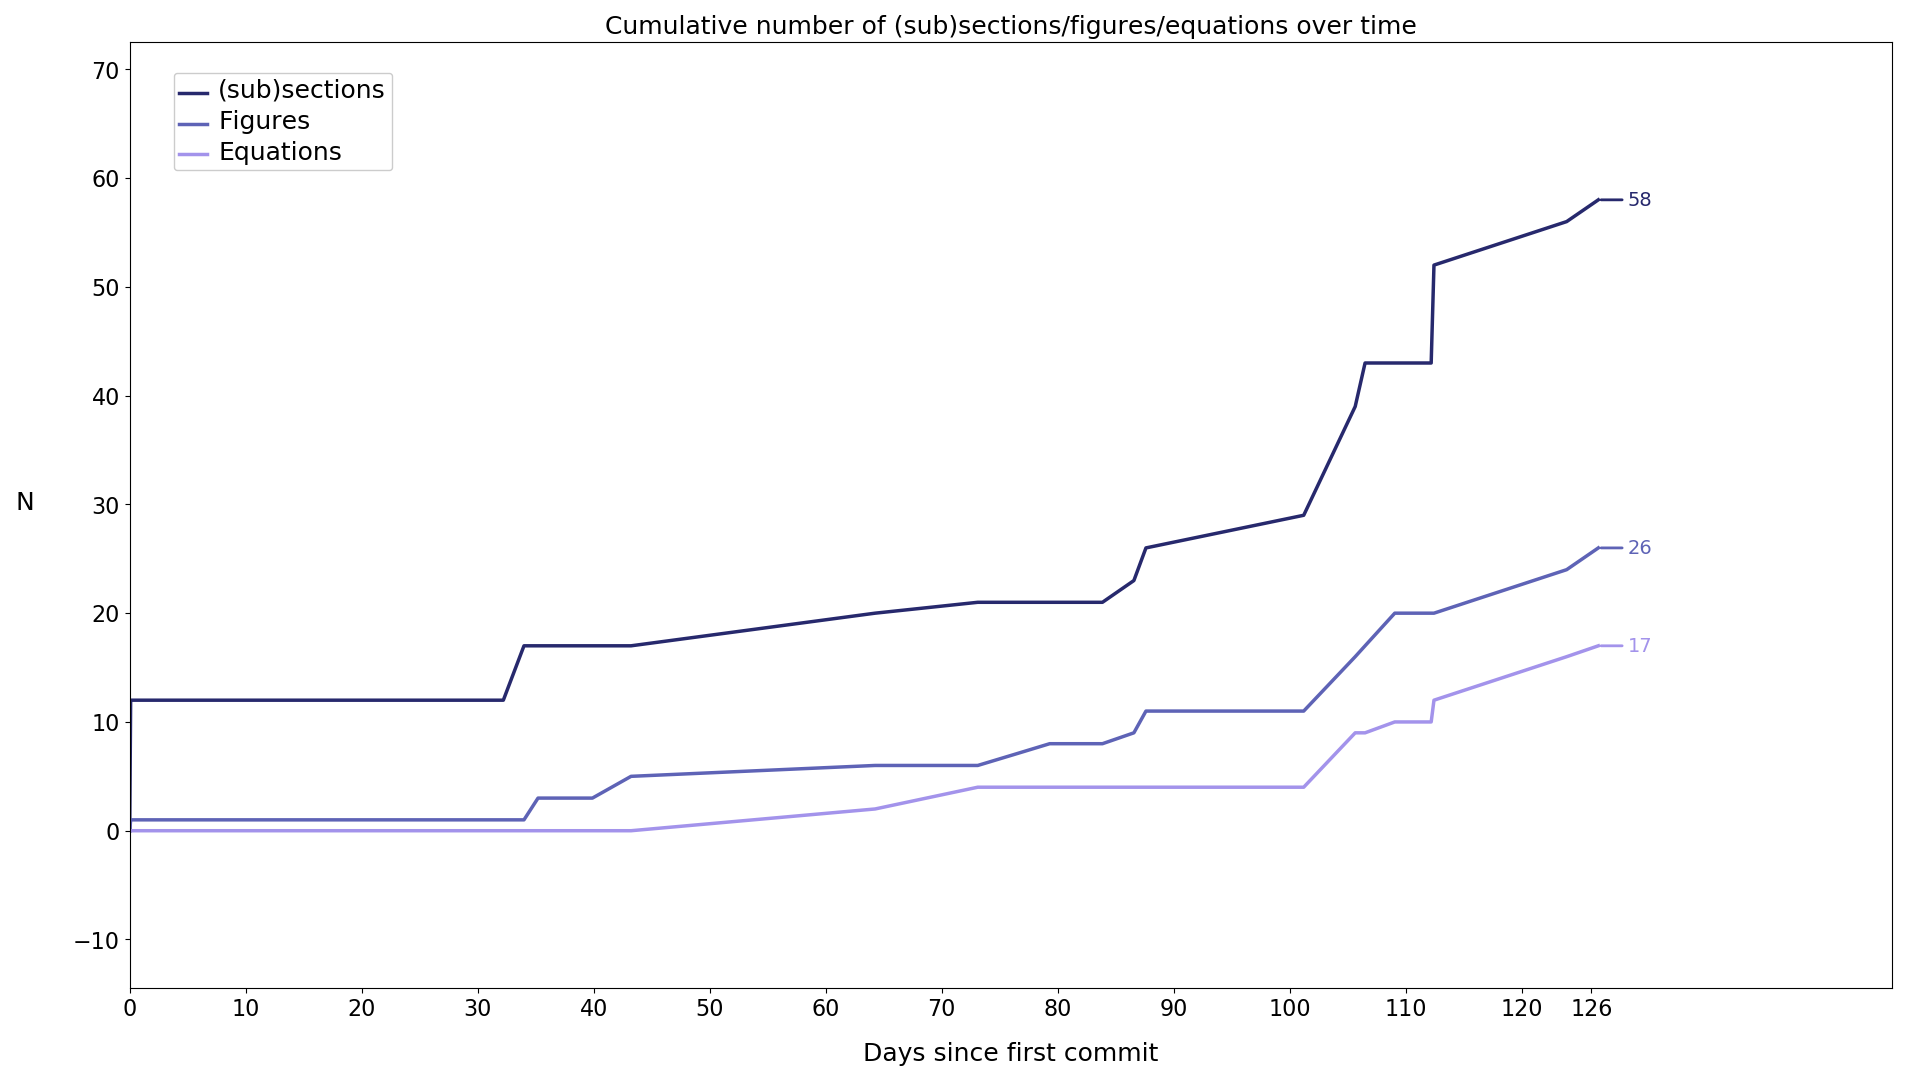 Cumulative number of (sub)sections/figures/equations over time
(sub)sections
Figures
Equations
70
60
50
40
30
20
10
0
−10
N
58
26
17
0 10 20 30 40 50 60 70 80 90 100 110 120 126
Days since first commit